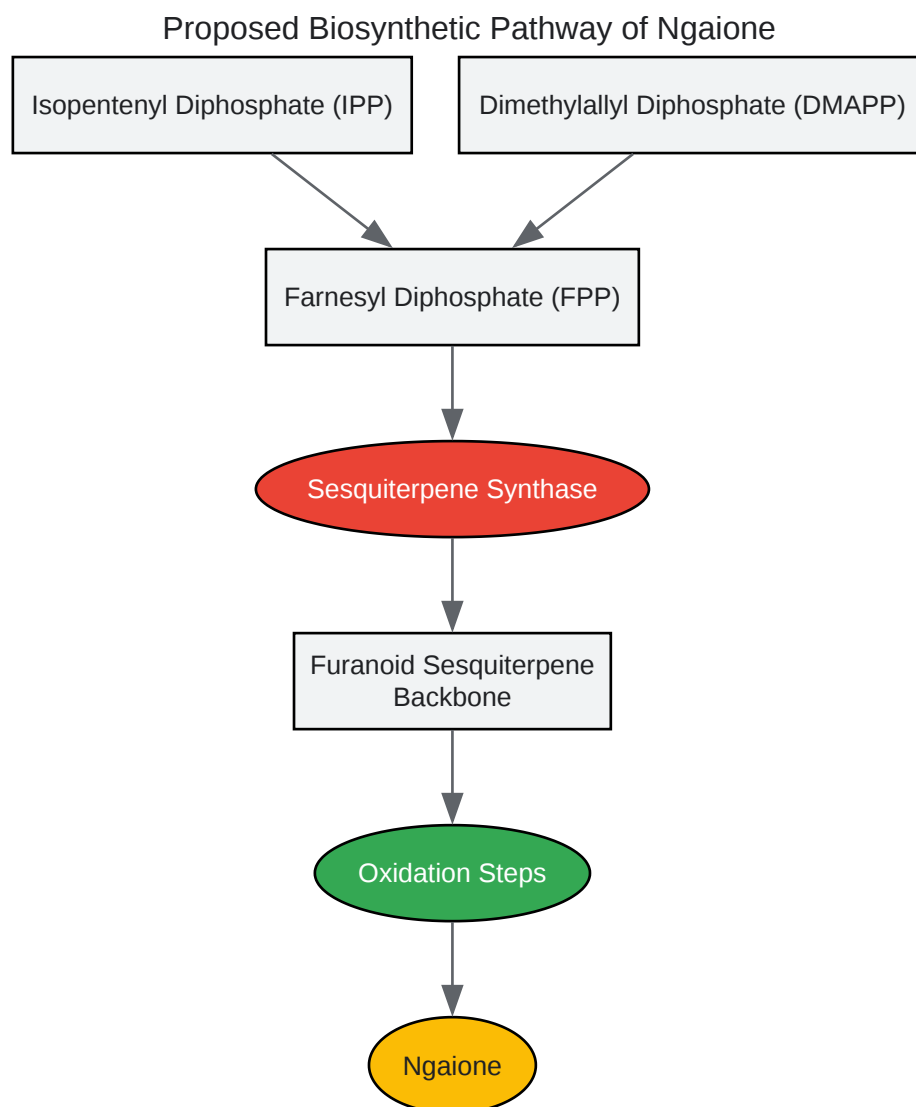 Proposed Biosynthetic Pathway of Ngaione
Isopentenyl Diphosphate (IPP)
Dimethylallyl Diphosphate (DMAPP)
Farnesyl Diphosphate (FPP)
Sesquiterpene Synthase
Furanoid Sesquiterpene
Backbone
Oxidation Steps
Ngaione